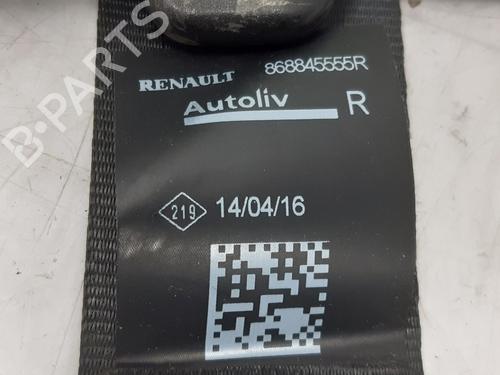 RENAULT 868845555R
Autoliv R
219 14/04/16
B-PARTS